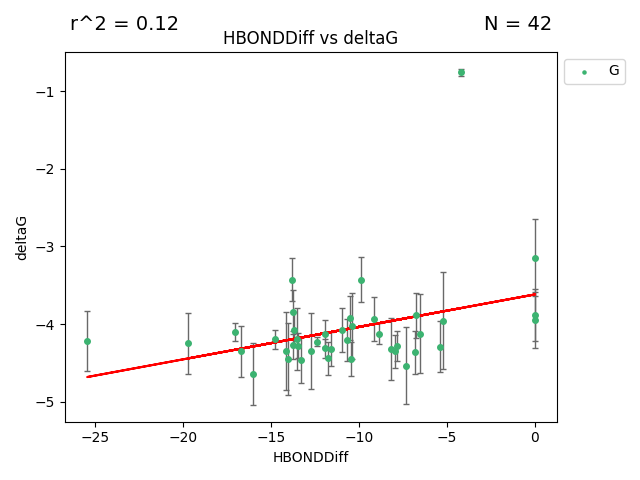 r^2 = 0.12
N = 42
HBONDDiff vs deltaG
G
−1
−2
−3
−4
−5
deltaG
−25
−20
−15
−10
−5
0
HBONDDiff